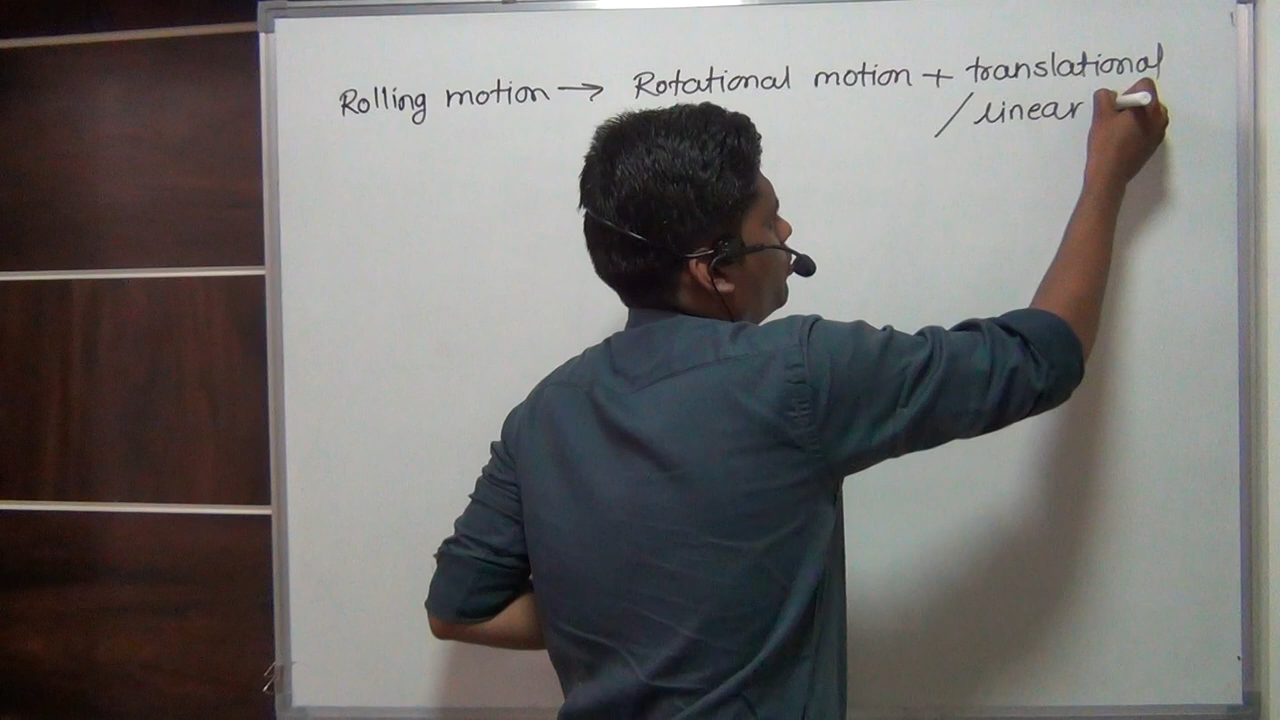 Rolling motion → Rotational motion + translational
/ linear